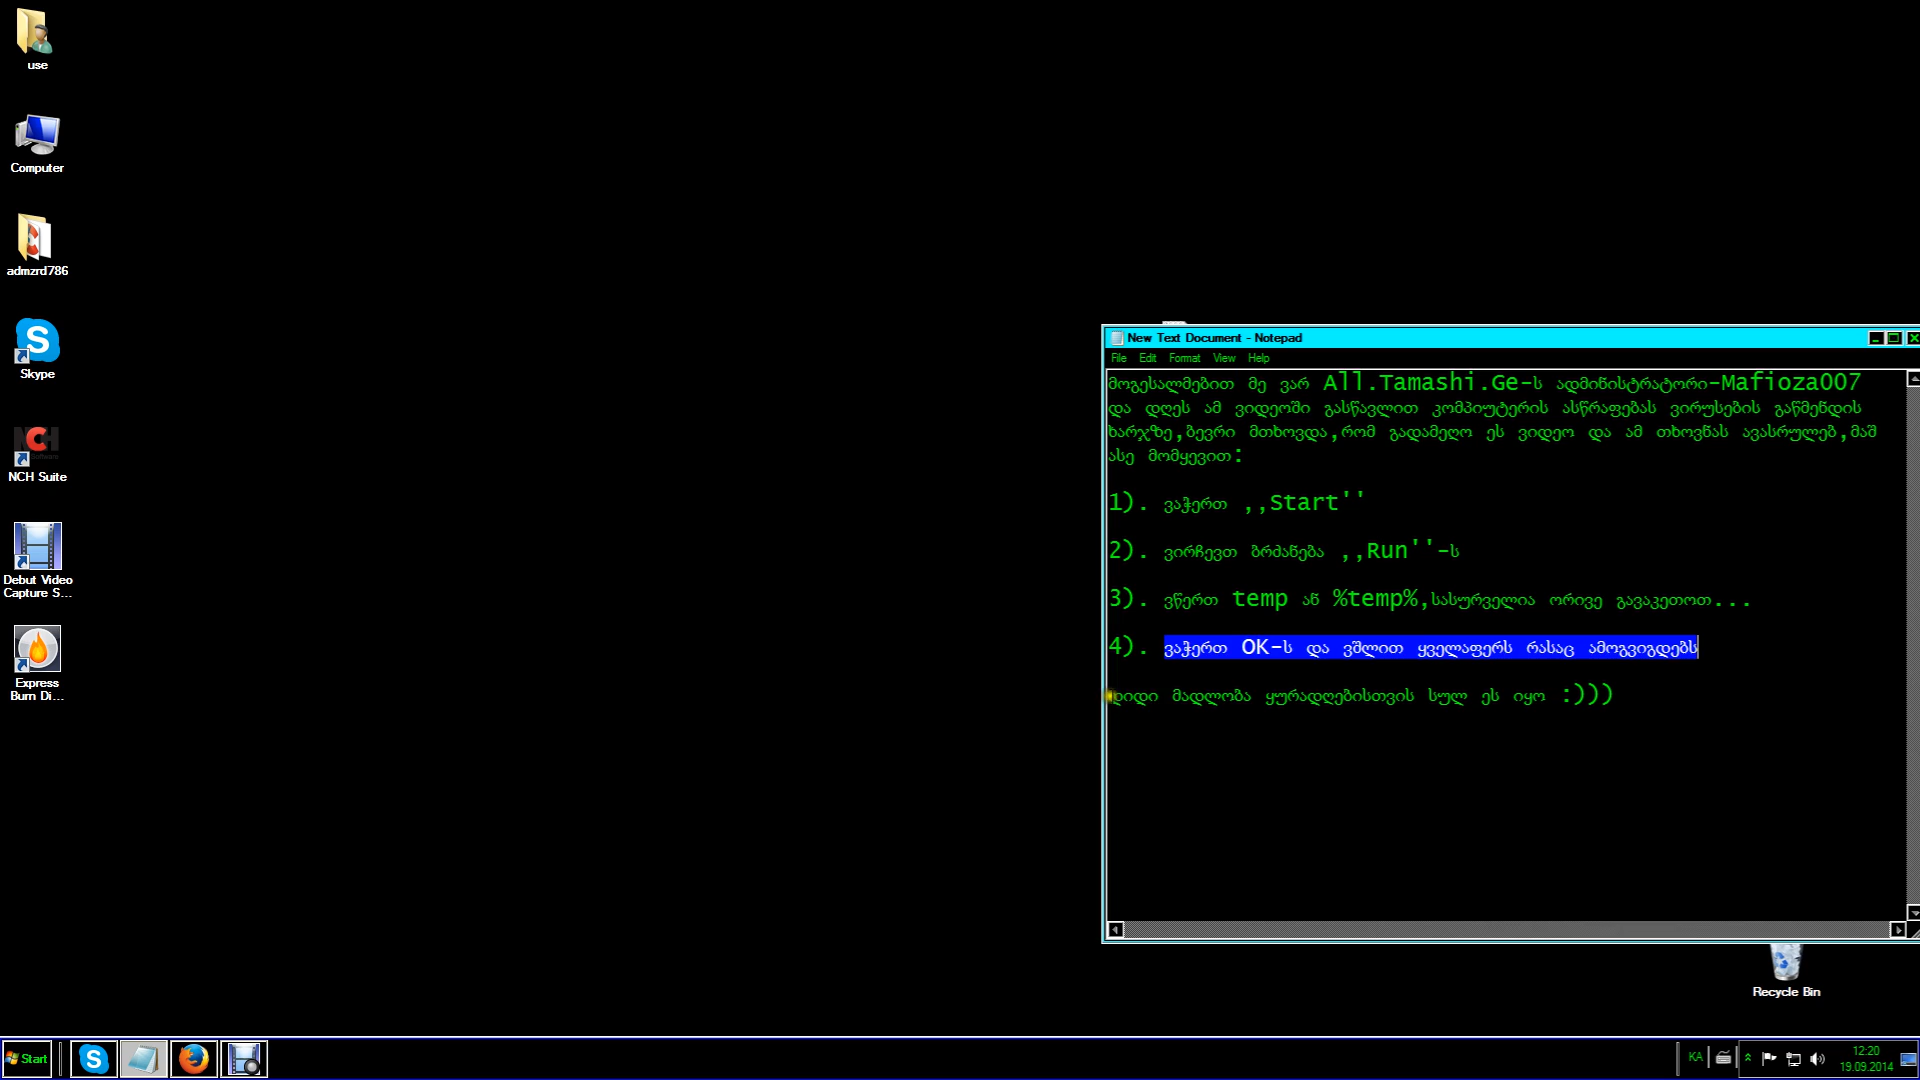 use
Computer
admzrd786
Skype
NCH Suite
Debut Video
Capture S...
Express
Burn Di...
New Text Document - Notepad
File Edit Format View Help
მოგესალმებით მე ვარ All.Tamashi.Ge-ს ადმინისტრატორი-Mafioza007
და დღეს ამ ვიდეოში გასწავლით კომპიუტერის ასწრაფებას ვირუსების გაწმენდის
ხარჯზე,ბევრი მთხოვდა,რომ გადამეღო ეს ვიდეო და ამ თხოვნას ავასრულებ,მაშ
ასე მომყევით:
1). ვაჭერთ ,,Start''
2). ვირჩევთ ბრძანება ,,Run''-ს
3). ვწერთ temp ან %temp%,სასურველია ორივე გავაკეთოთ...
4). ვაჭერთ OK-ს და ვშლით ყველაფერს რასაც ამოგვიგდებს
დიდი მადლობა ყურადღებისთვის სულ ეს იყო :)))
Recycle Bin
Start
KA
12:20
19.09.2014